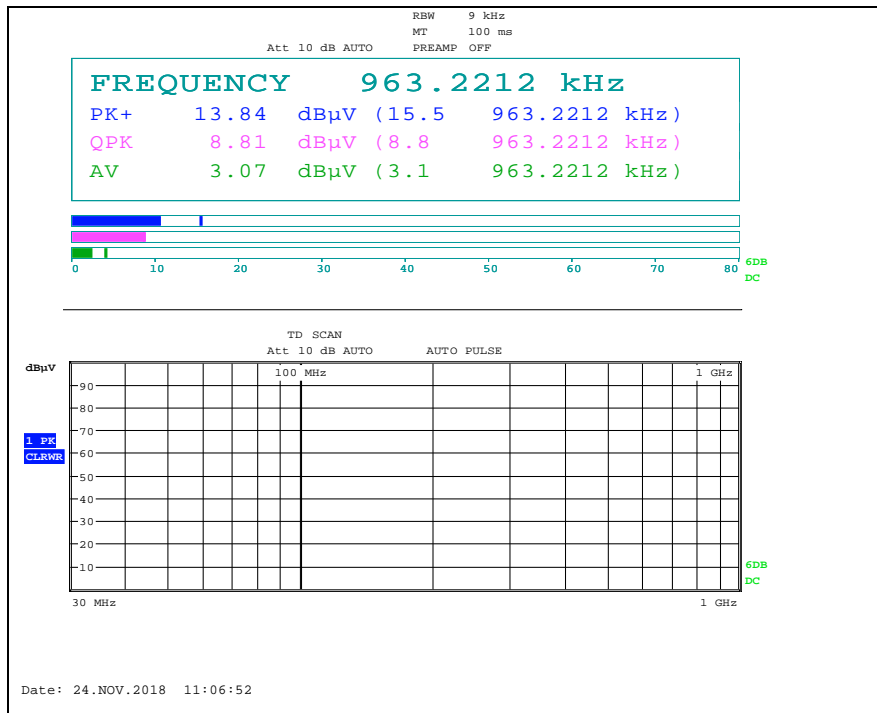 RBW 9 kHz
MT 100 ms
Att 10 dB AUTO PREAMP OFF
FREQUENCY 963.2212 kHz
PK+ 13.84 dBµV (15.5 963.2212 kHz)
QPK 8.81 dBµV (8.8 963.2212 kHz)
AV 3.07 dBµV (3.1 963.2212 kHz)
0 10 20 30 40 50 60 70 80
6DB
DC
TD SCAN
Att 10 dB AUTO AUTO PULSE
dBµV
100 MHz 1 GHz
90
80
70
1 PK
CLRWR
60
50
40
30
20
10
6DB
DC
30 MHz 1 GHz
Date: 24.NOV.2018 11:06:52